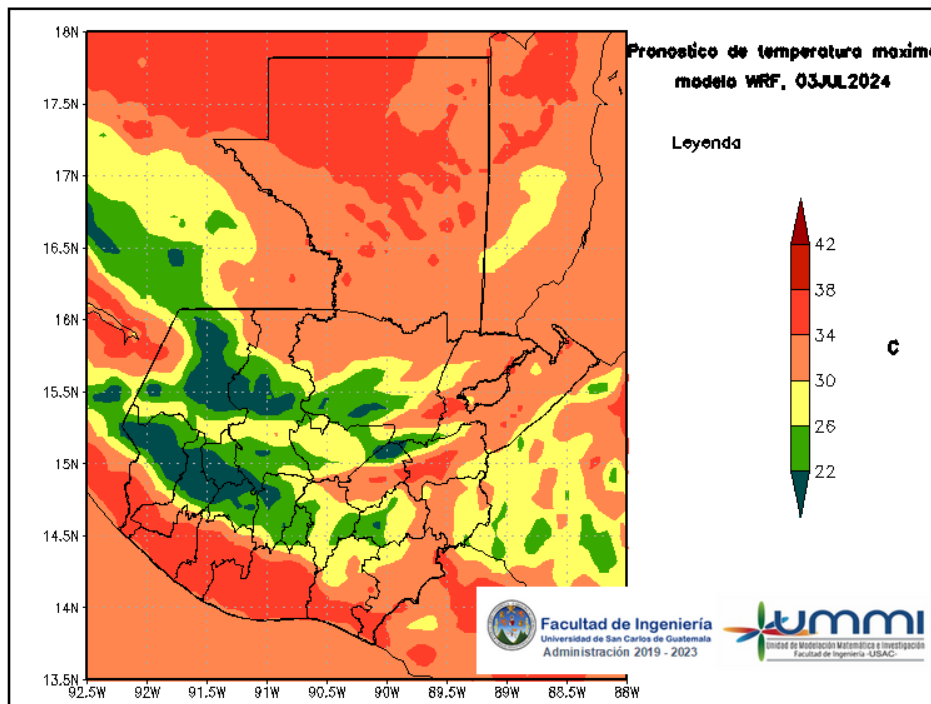 Pronostico de temperatura maxima
modelo WRF, 03JUL2024
Leyenda
42
38
34
30
26
22
C
18N
17.5N
17N
16.5N
16N
15.5N
15N
14.5N
14N
13.5N
92.5W
92W
91.5W
91W
90.5W
90W
89.5W
89W
88.5W
88W
Facultad de Ingeniería
Universidad de San Carlos de Guatemala
Administración 2019 - 2023
ummi
Unidad de Modelación Matemática e Investigación
Facultad de Ingeniería -USAC-